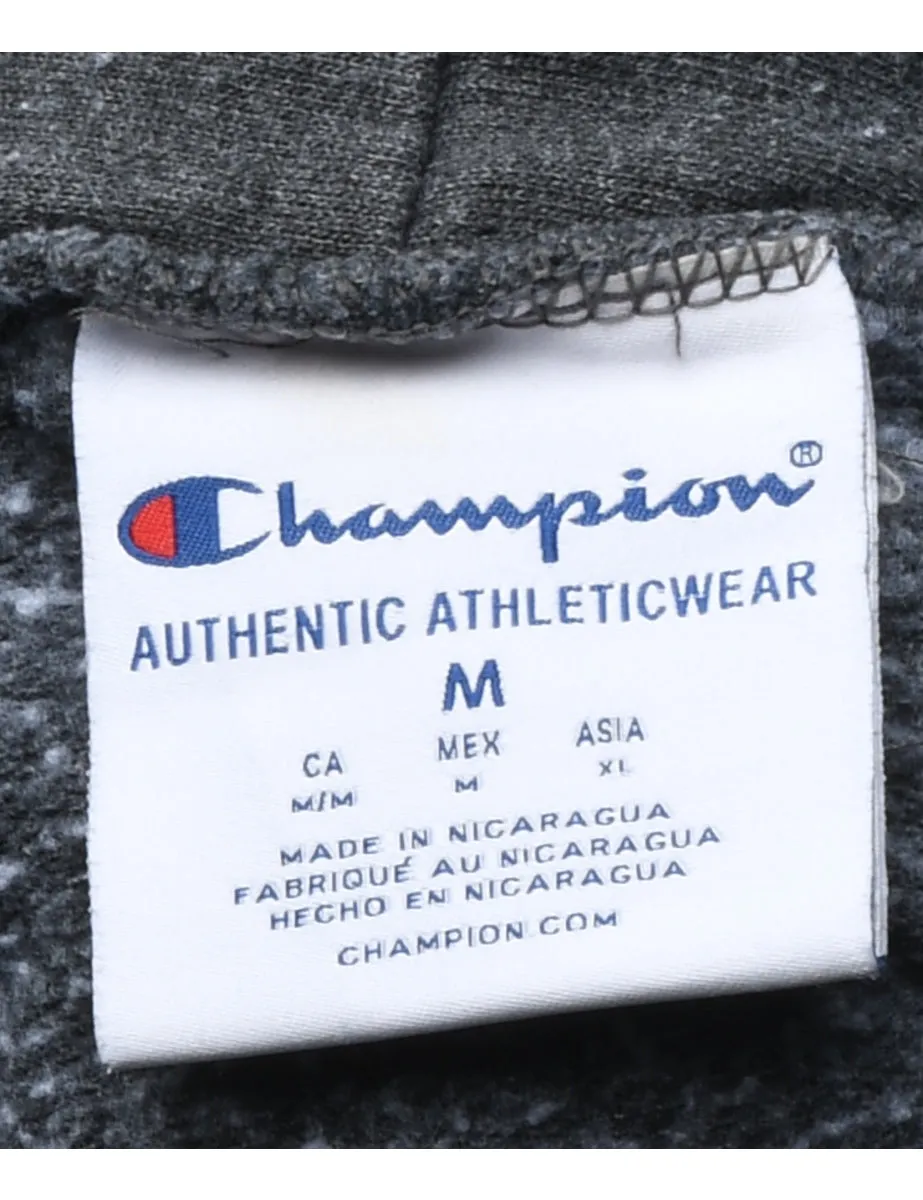 Champion®
AUTHENTIC ATHLETICWEAR
M
CA MEX ASIA
M/M M XL
MADE IN NICARAGUA
FABRIQUÉ AU NICARAGUA
HECHO EN NICARAGUA
CHAMPION.COM